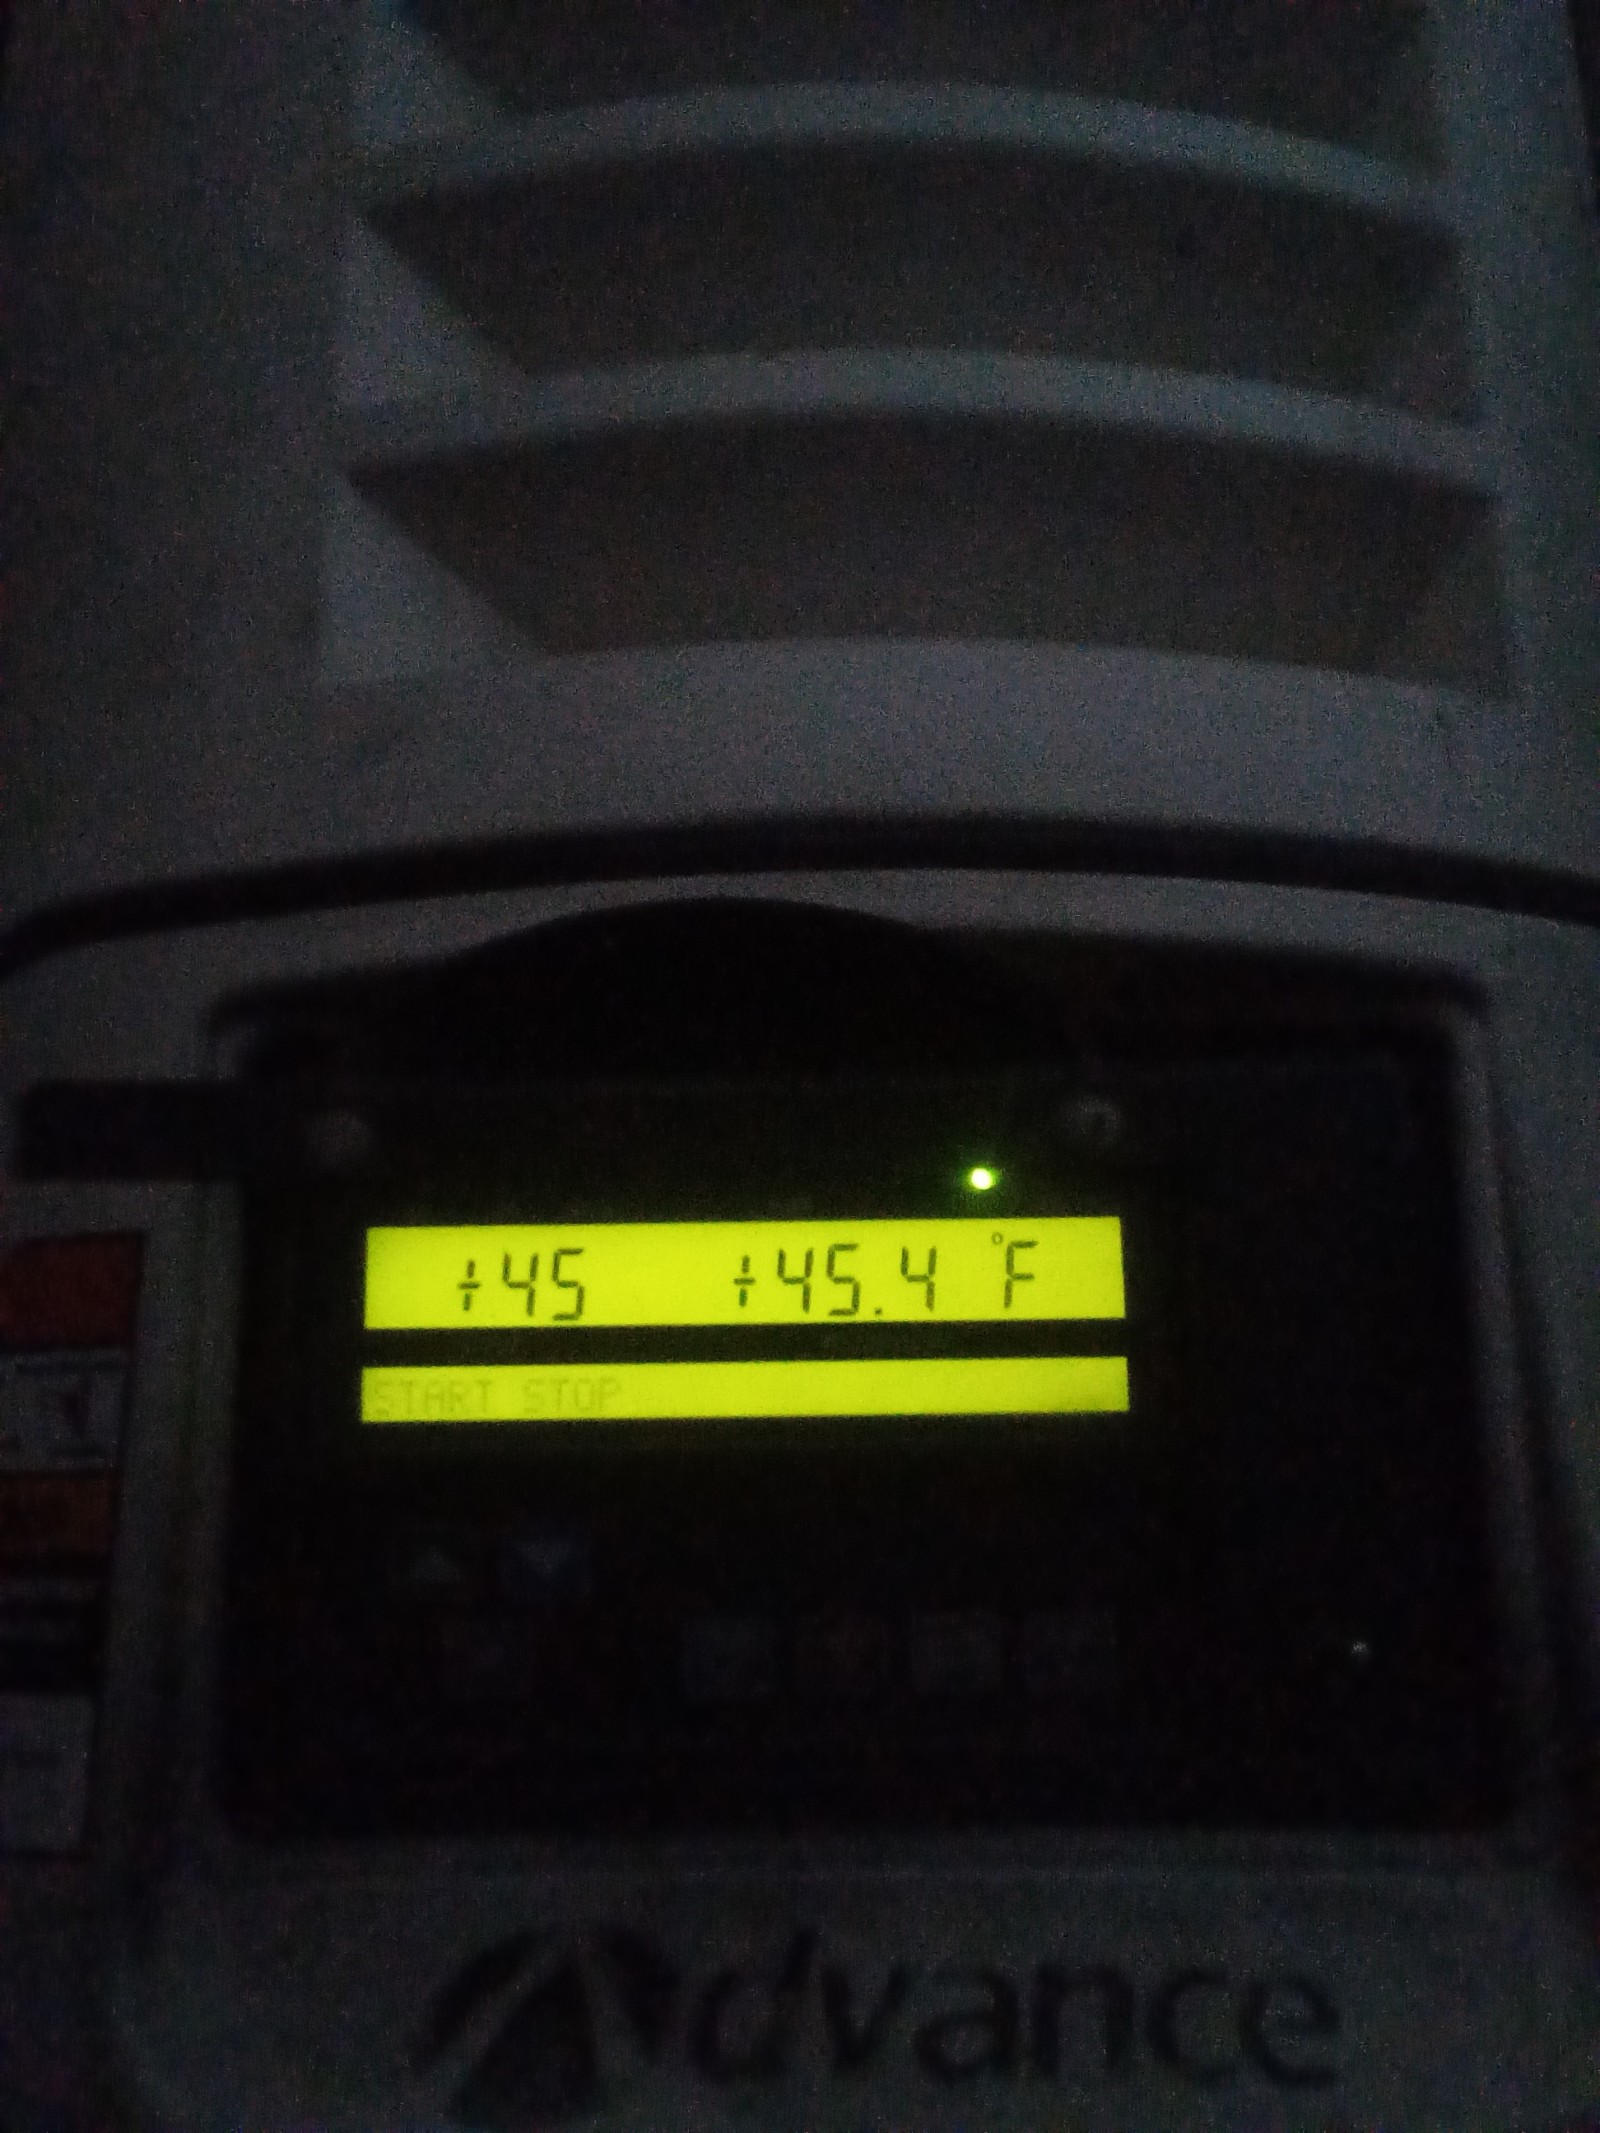 +45 +45.4 °F
START STOP
Advance